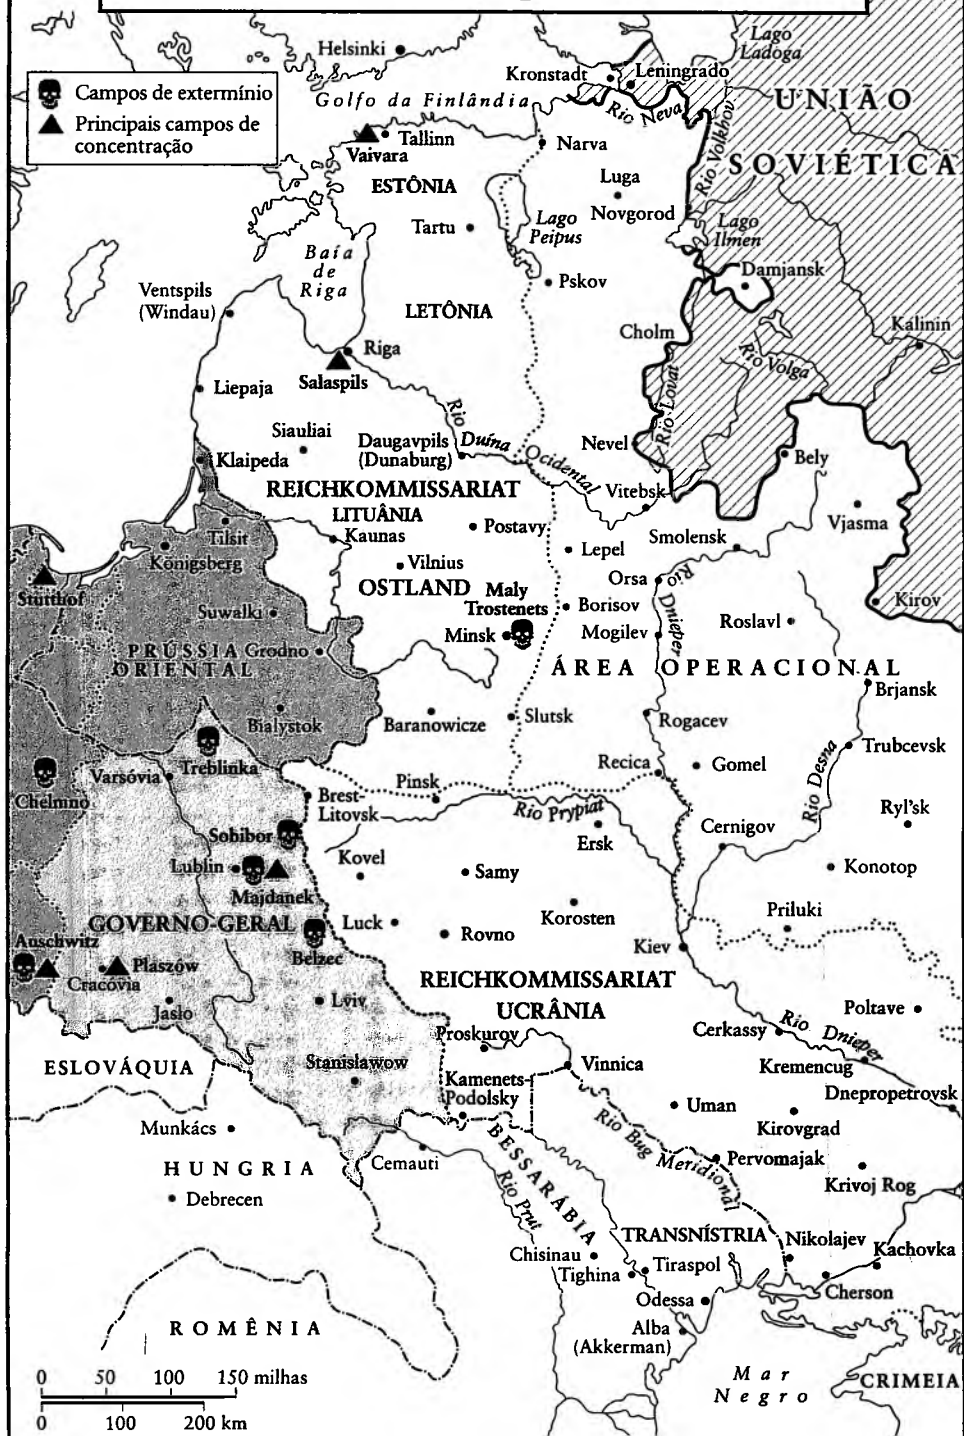 Helsinki
Lago
Ladoga
Kronstadt
Leningrado
Campos de extermínio
Principais campos de
concentração
Golfo da Finlândia
Rio Neva
UNIÃO
SOVIÉTICA
Rio Volkhov
Tallinn
Vaivara
Narva
ESTÔNIA
Luga
Novgorod
Tartu
Lago
Peipus
Lago
Ilmen
Baía
de
Riga
Damjansk
Pskov
Ventspils
(Windau)
LETÔNIA
Cholm
Kalinin
Riga
Rio Volga
Salaspils
Liepaja
Rio Lovat
Siauliai
Rio Duína Ocidental
Daugavpils
(Dunaburg)
Nevel
Klaipeda
Bely
REICHKOMMISSARIAT
Vitebsk
LITUÂNIA
Postavy
Vjasma
Tilsit
Kaunas
Smolensk
Königsberg
Vilnius
Lepel
Stutthof
OSTLAND
Maly
Trostenets
Orsa
Rio Dnieper
Suwalki
Borisov
Kirov
Minsk
Mogilev
Roslavl
PRÚSSIA
ORIENTAL
Grodno
ÁREA OPERACIONAL
Brjansk
Bialystok
Baranowicze
Slutsk
Rogacev
Treblinka
Trubcevsk
Varsóvia
Recica
Gomel
Chelmno
Pinsk
Rio Desna
Brest-
Litovsk
Rio Prypiat
Ryl'sk
Sobibor
Ersk
Cernigov
Lublin
Kovel
Samy
Konotop
Majdanek
Korosten
Priluki
GOVERNO-GERAL
Luck
Rovno
Auschwitz
Belzec
Kiev
Plaszów
Cracovia
REICHKOMMISSARIAT
UCRÂNIA
Jaslo
Lviv
Poltave
Proskurov
Cerkassy
Rio Dnieper
ESLOVÁQUIA
Stanislawow
Vinnica
Kremencug
Kamenets-
Podolsky
Dnepropetrovsk
Uman
Munkács
Rio Bug Meridional
Kirovgrad
HUNGRIA
Cemauti
BESSARÁBIA
Pervomajak
Debrecen
Rio Prut
Krivoj Rog
TRANSNÍSTRIA
Nikolajev
Kachovka
Chisinau
Tighina
Tiraspol
Cherson
Odessa
ROMÊNIA
Alba
(Akkerman)
0 50 100 150 milhas
0 100 200 km
Mar
Negro
CRIMEIA